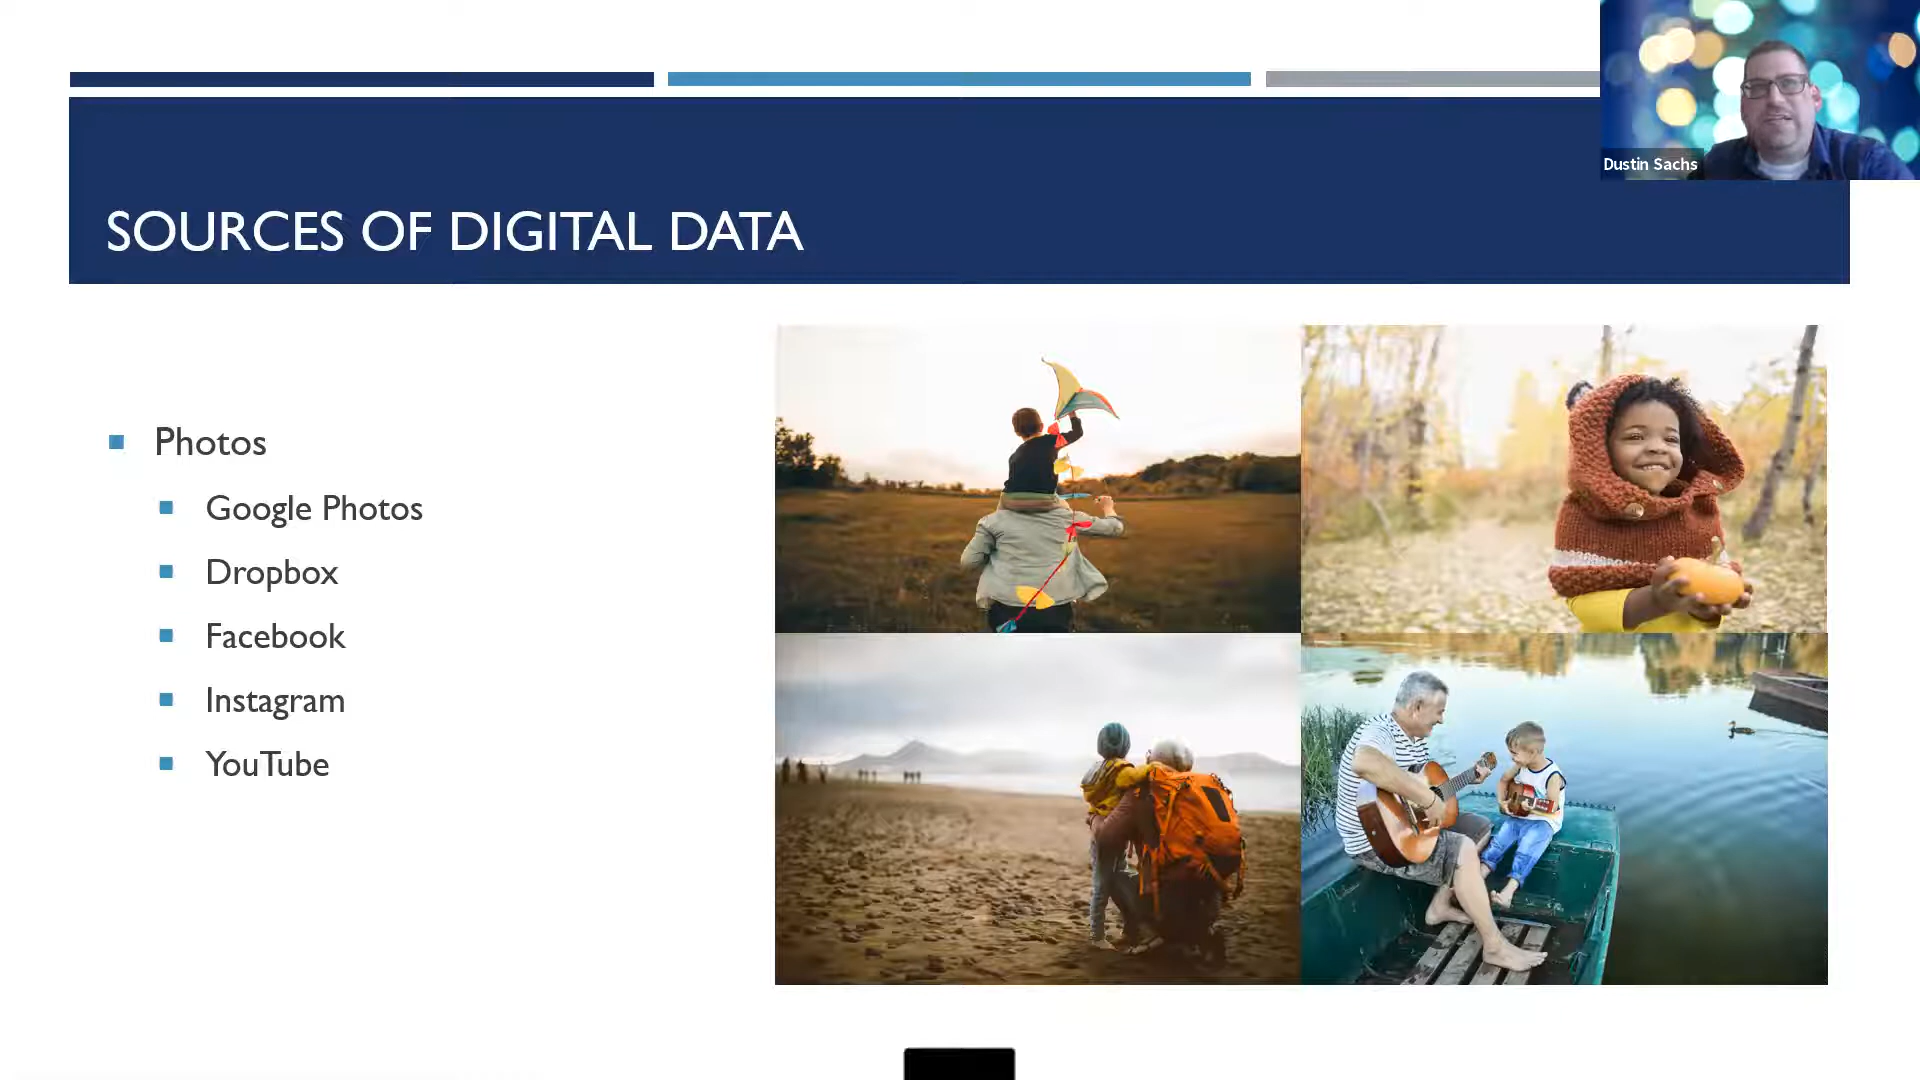 Dustin Sachs
SOURCES OF DIGITAL DATA
Photos
Google Photos
Dropbox
Facebook
Instagram
YouTube